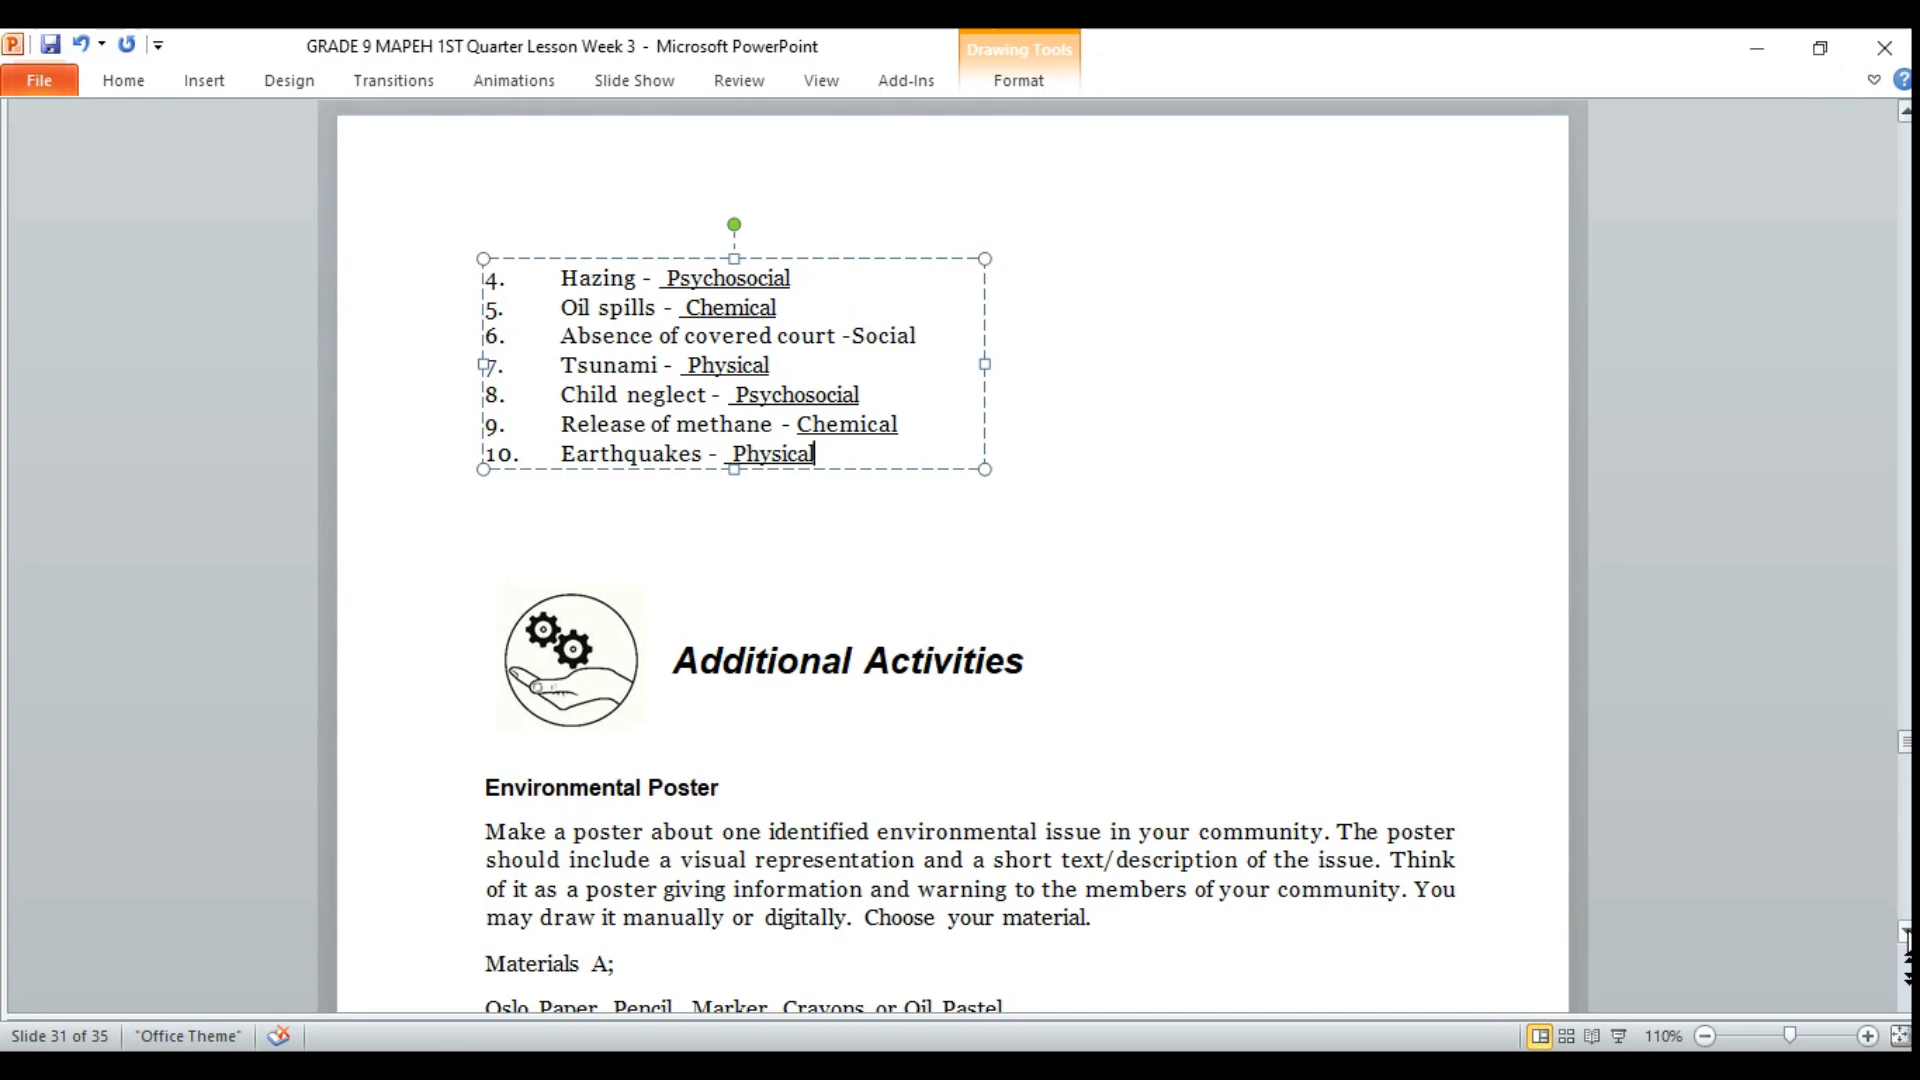 GRADE 9 MAPEH 1ST Quarter Lesson Week 3 - Microsoft PowerPoint
Drawing Tools
File Home Insert Design Transitions Animations Slide Show Review View Add-Ins Format
4. Hazing - Psychosocial
5. Oil spills - Chemical
6. Absence of covered court -Social
7. Tsunami - Physical
8. Child neglect - Psychosocial
9. Release of methane - Chemical
10. Earthquakes - Physical
Additional Activities
Environmental Poster
Make a poster about one identified environmental issue in your community. The poster
should include a visual representation and a short text/description of the issue. Think
of it as a poster giving information and warning to the members of your community. You
may draw it manually or digitally. Choose your material.
Materials A;
Oslo Paper, Pencil, Marker, Crayons or Oil Pastel
Slide 31 of 35 "Office Theme" 110%